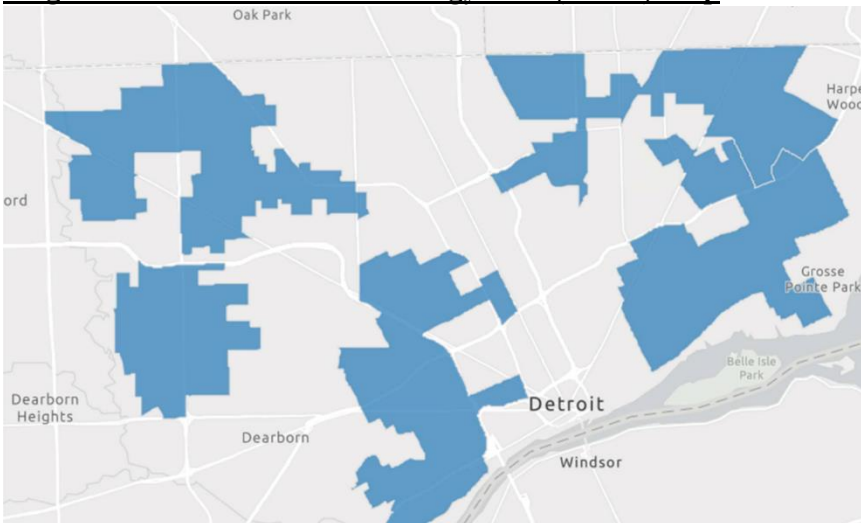 Oak Park
Harpe
Wood
ord
Grosse
Pointe Park
Belle Isle
Park
Dearborn
Heights
Detroit
Dearborn
Windsor